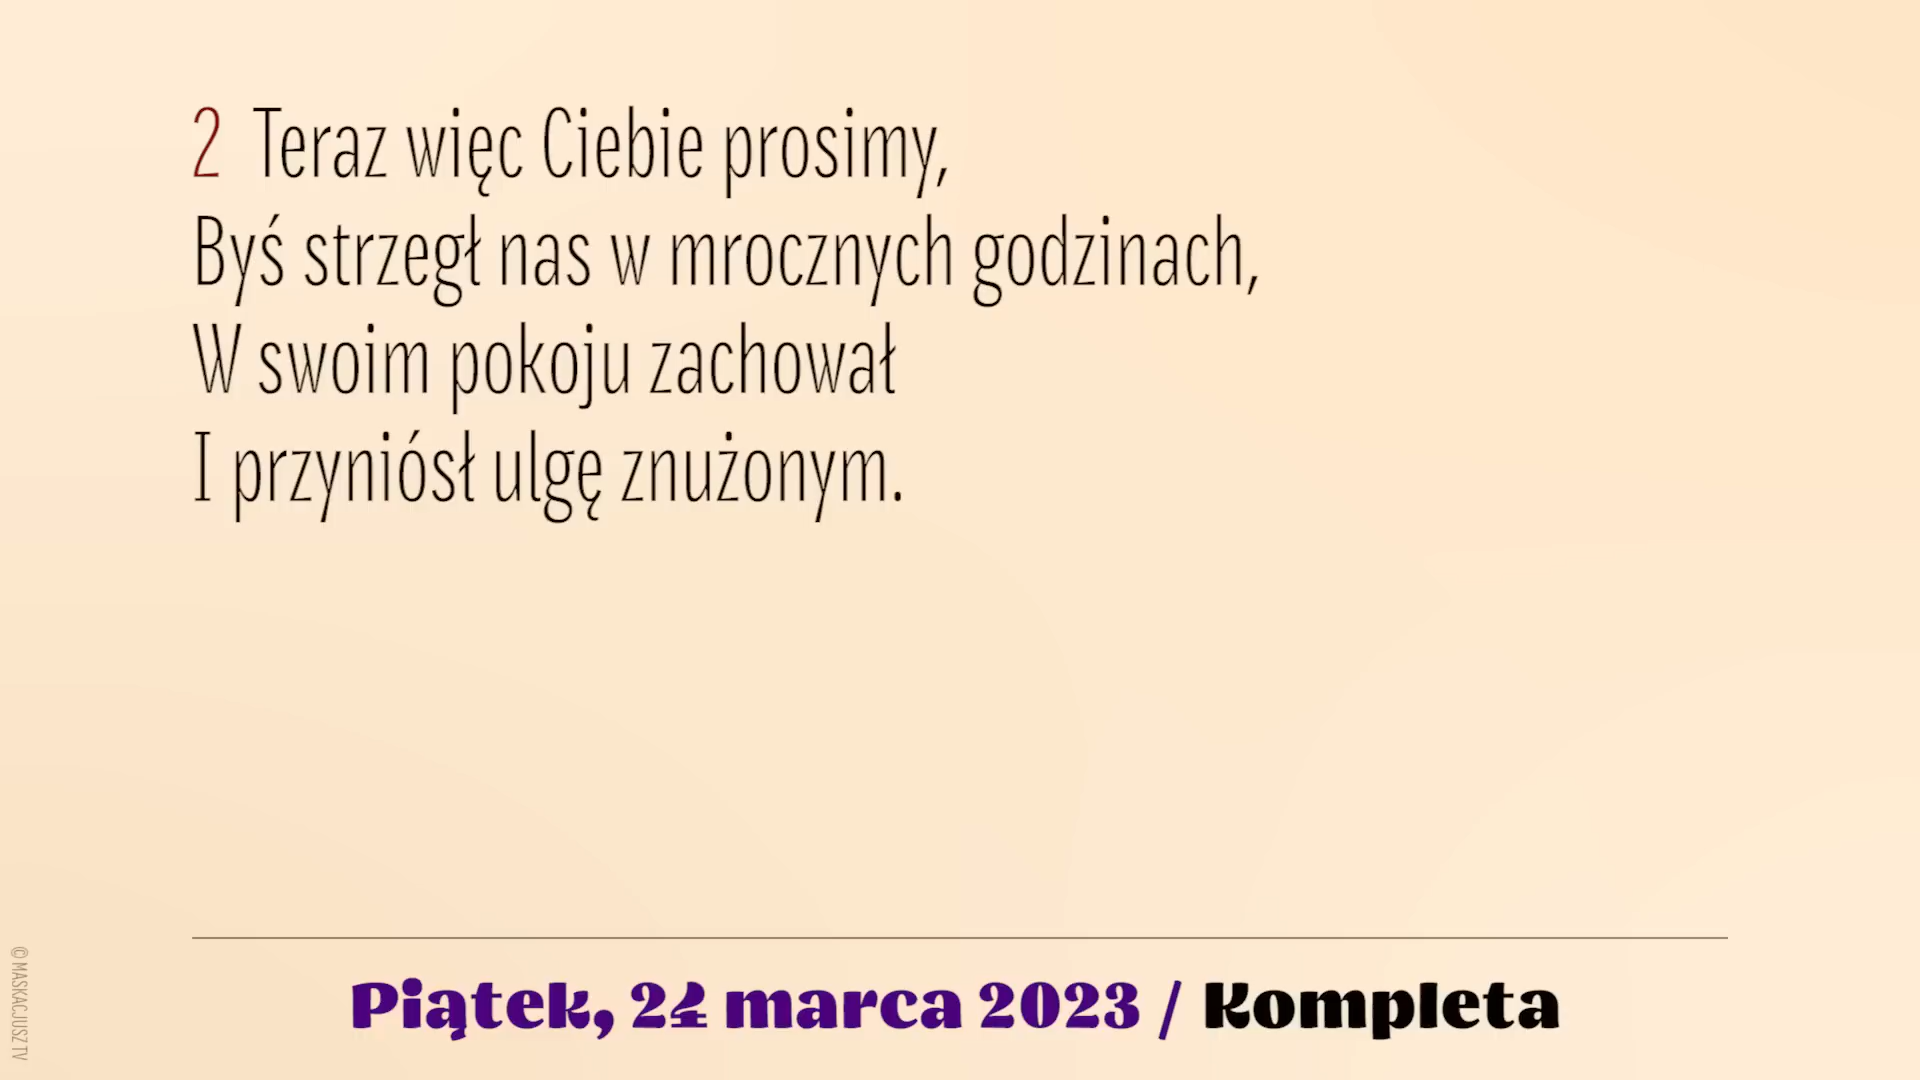 2 Teraz więc Ciebie prosimy,
Byś strzegł nas w mrocznych godzinach,
W swoim pokoju zachował
I przyniósł ulgę znużonym.
Piątek, 24 marca 2023 / Kompleta
© MASKACJUSZ TV